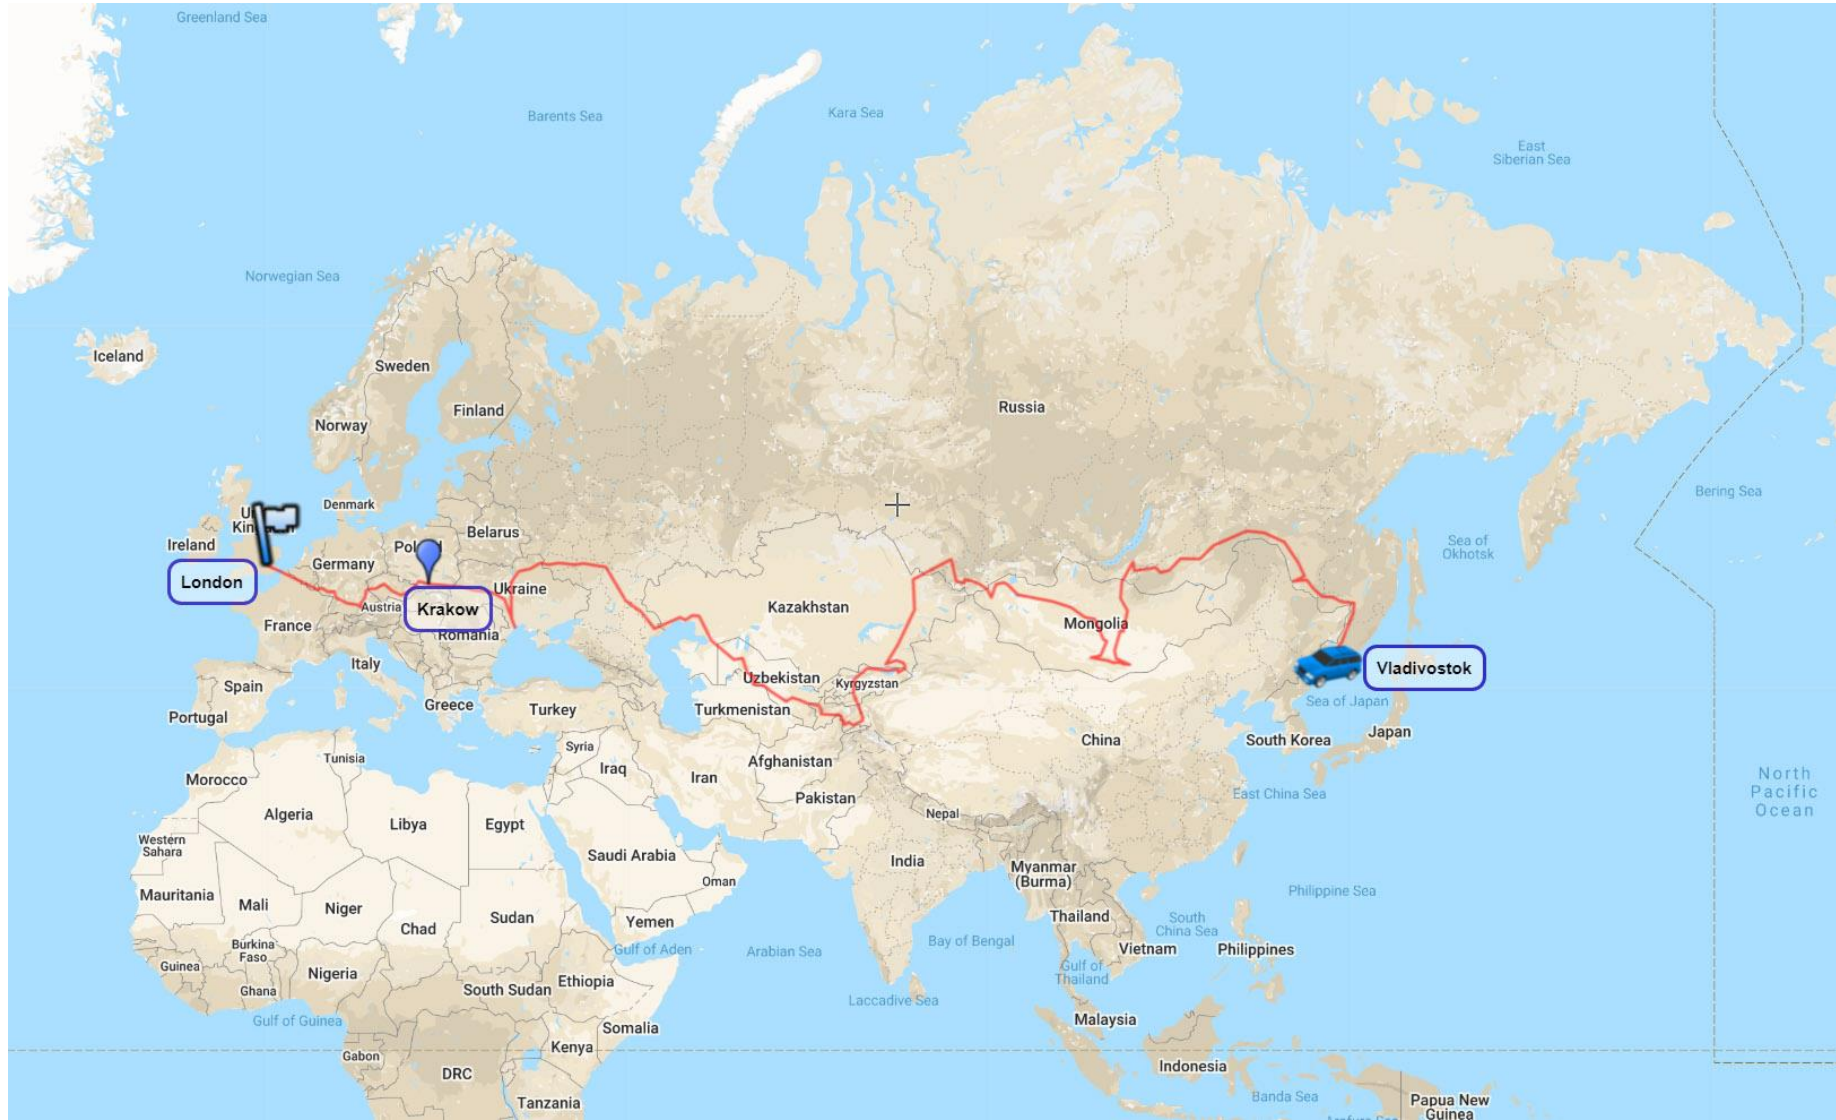 Greenland Sea
Barents Sea
Kara Sea
East
Siberian Sea
Norwegian Sea
Iceland
Sweden
Finland
Norway
Russia
Bering Sea
Denmark
Sea of
Okhotsk
Belarus
Ireland
Germany
London
Ukraine
Austria
Krakow
Kazakhstan
Mongolia
France
Romania
Italy
Vladivostok
Uzbekistan
Kyrgyzstan
Spain
Sea of Japan
Greece
Turkey
Turkmenistan
Portugal
Japan
South Korea
China
Syria
Tunisia
Iraq
Afghanistan
Iran
Morocco
North
Pacific
Ocean
Pakistan
East China Sea
Algeria
Libya
Egypt
Nepal
Western
Sahara
Saudi Arabia
India
Myanmar
(Burma)
Oman
Philippine Sea
Mauritania
Mali
Niger
Sudan
Yemen
Thailand
South
China Sea
Chad
Bay of Bengal
Vietnam
Philippines
Burkina
Faso
Gulf of Aden
Arabian Sea
Guinea
Nigeria
Ethiopia
Gulf of
Thailand
Ghana
South Sudan
Laccadive Sea
Gulf of Guinea
Somalia
Malaysia
Kenya
Gabon
Indonesia
DRC
Tanzania
Banda Sea
Papua New
Guinea